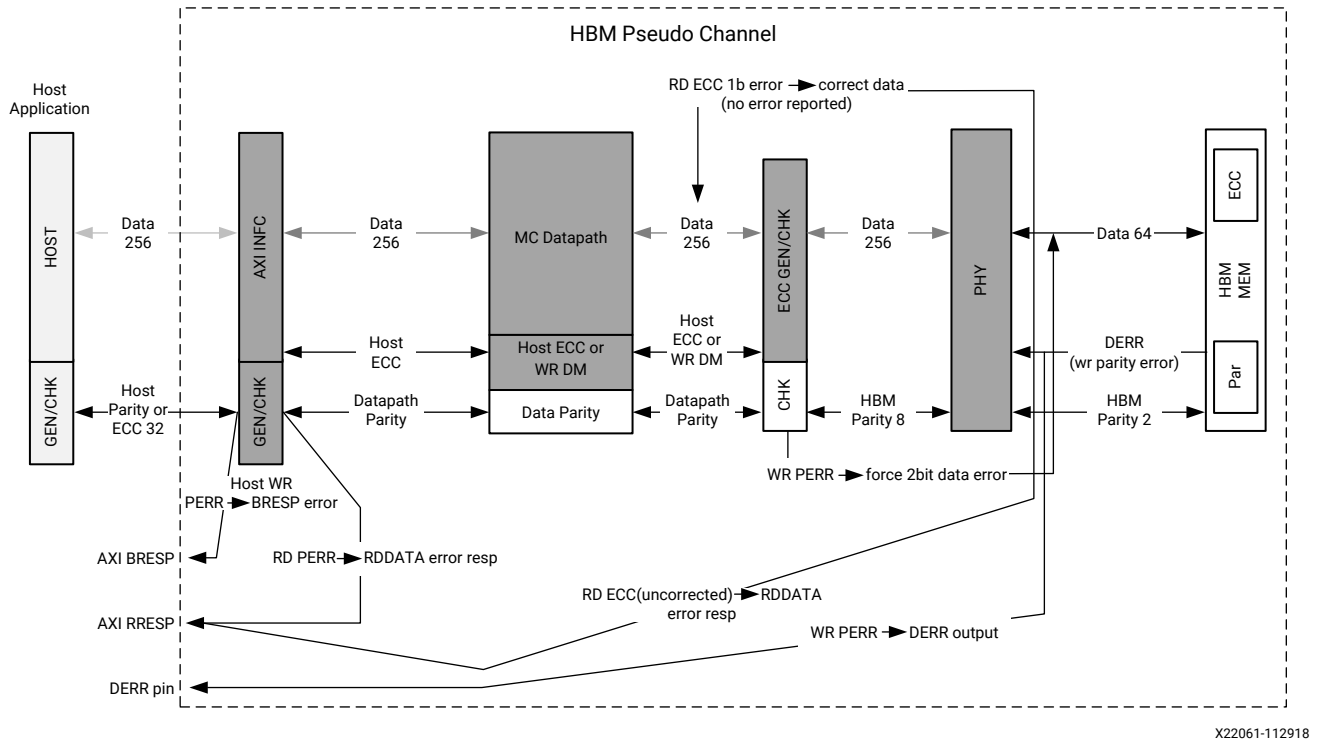 HBM Pseudo Channel
Host
Application
RD ECC 1b error
correct data
(no error reported)
HOST
Data
256
AXI INFC
Data
256
MC Datapath
Data
256
ECC GEN/CHK
Data
256
PHY
Data 64
ECC
HBM
MEM
Host
ECC
Host ECC or
WR DM
Host
ECC or
WR DM
DERR
(wr parity error)
Par
GEN/CHK
Host
Parity or
ECC 32
GEN/CHK
Datapath
Parity
Data Parity
Datapath
Parity
CHK
HBM
Parity 8
HBM
Parity 2
WR PERR
force 2bit data error
Host WR
PERR
BRESP error
AXI BRESP
RD PERR
RDDATA error resp
RD ECC(uncorrected)
RDDATA
error resp
AXI RRESP
WR PERR
DERR output
DERR pin
X22061-112918